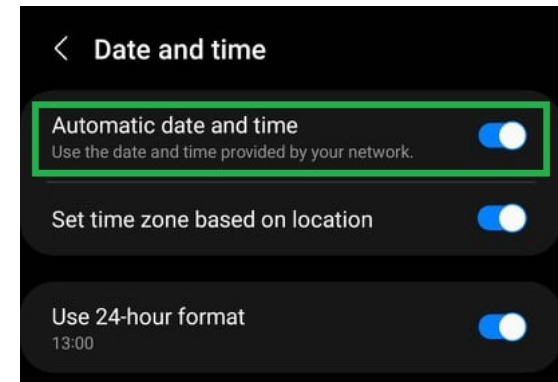 Date and time
Automatic date and time
Use the date and time provided by your network.
Set time zone based on location
Use 24-hour format
13:00